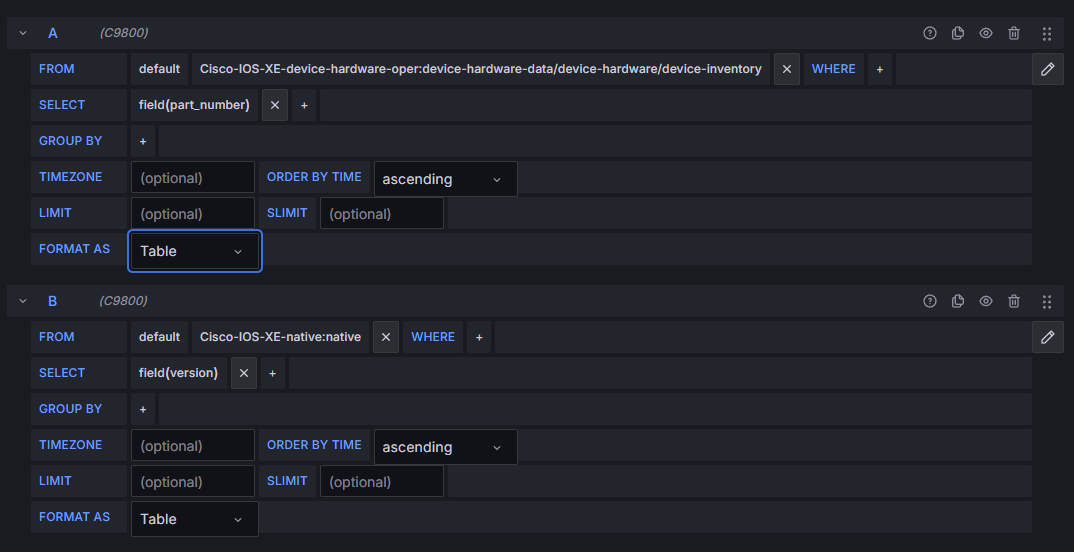 A (C9800)
FROM default Cisco-IOS-XE-device-hardware-oper:device-hardware-data/device-hardware/device-inventory WHERE +
SELECT field(part_number) +
GROUP BY +
TIMEZONE (optional) ORDER BY TIME ascending
LIMIT (optional) SLIMIT (optional)
FORMAT AS Table
B (C9800)
FROM default Cisco-IOS-XE-native:native WHERE +
SELECT field(version) +
GROUP BY +
TIMEZONE (optional) ORDER BY TIME ascending
LIMIT (optional) SLIMIT (optional)
FORMAT AS Table